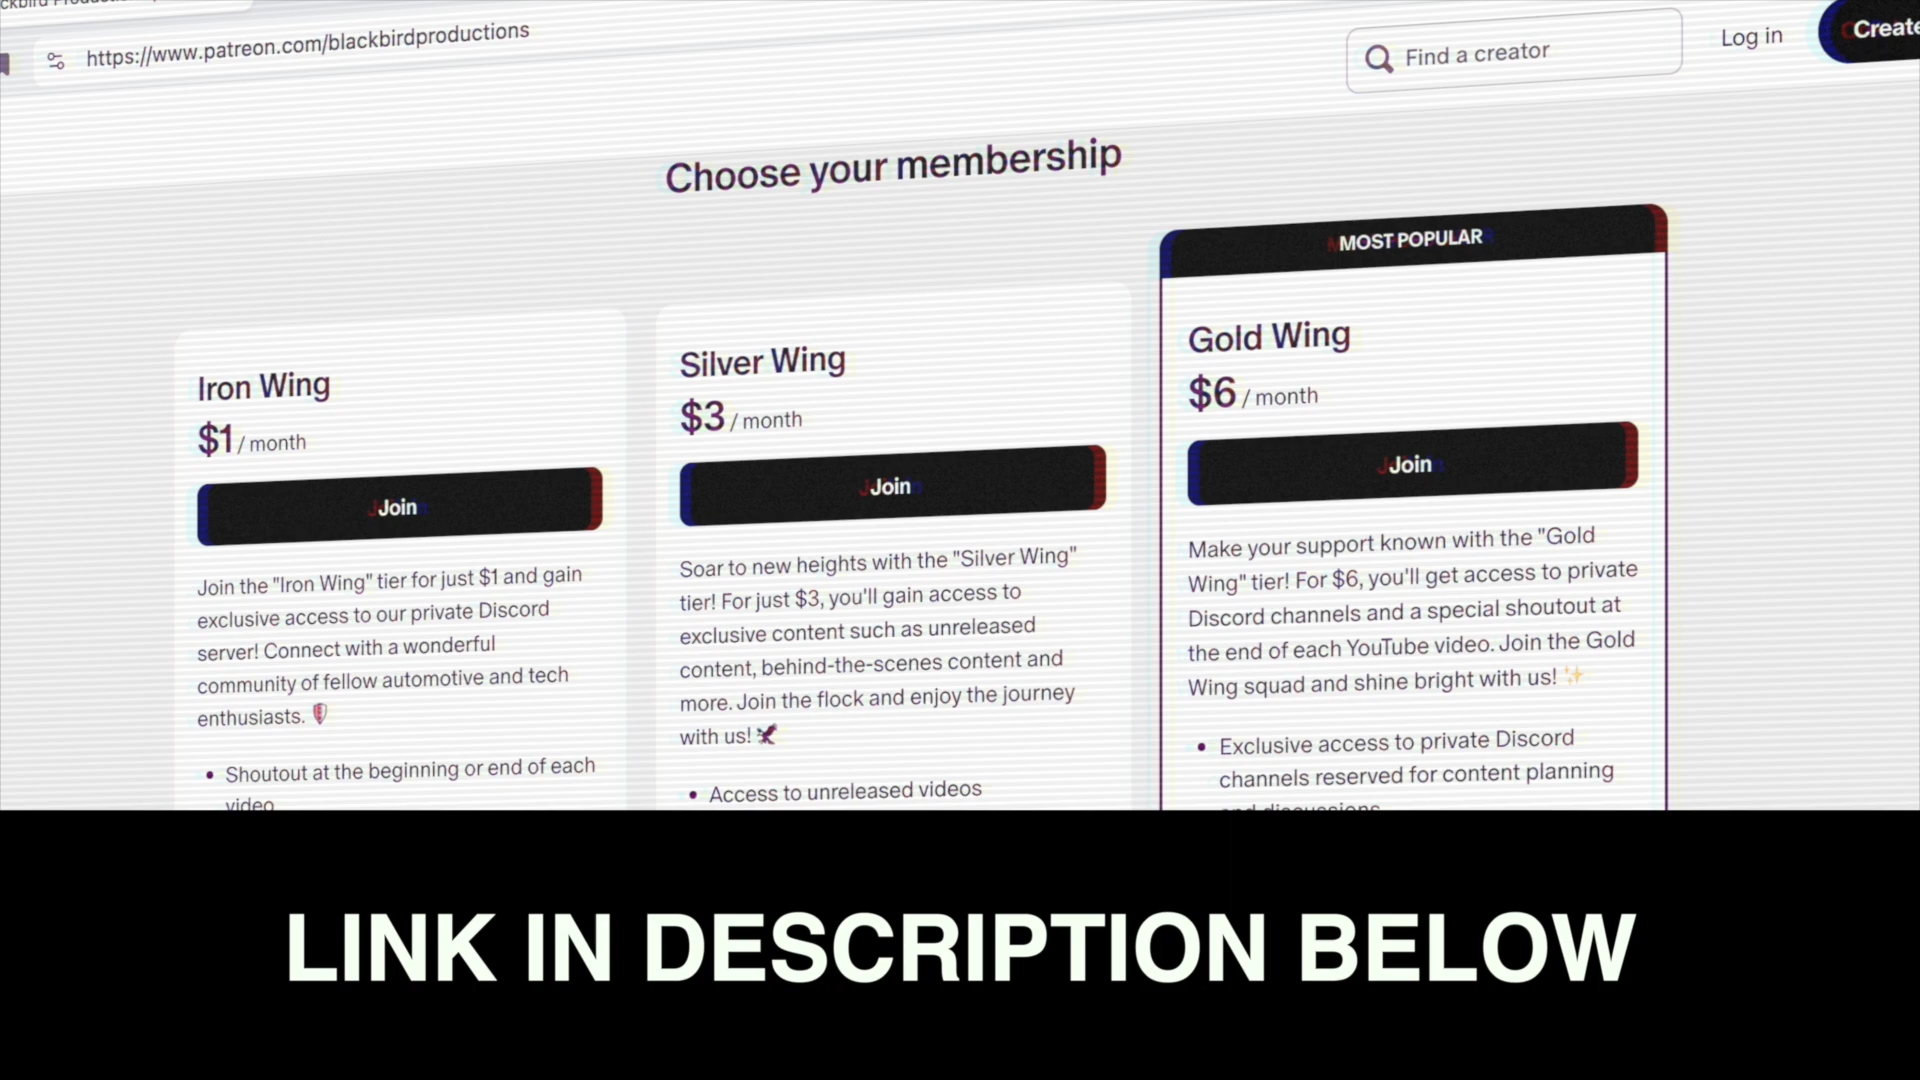 https://www.patreon.com/blackbirdproductions
Find a creator
Log in
Create
Choose your membership
Iron Wing
$1 / month
Join
Join the "Iron Wing" tier for just $1 and gain
exclusive access to our private Discord
server! Connect with a wonderful
community of fellow automotive and tech
enthusiasts.
Shoutout at the beginning or end of each
video
Silver Wing
$3 / month
Join
Soar to new heights with the "Silver Wing"
tier! For just $3, you'll gain access to
exclusive content such as unreleased
content, behind-the-scenes content and
more. Join the flock and enjoy the journey
with us!
Access to unreleased videos
MOST POPULAR
Gold Wing
$6 / month
Join
Make your support known with the "Gold
Wing" tier! For $6, you'll get access to private
Discord channels and a special shoutout at
the end of each YouTube video. Join the Gold
Wing squad and shine bright with us!
Exclusive access to private Discord
channels reserved for content planning
and discussions
LINK IN DESCRIPTION BELOW